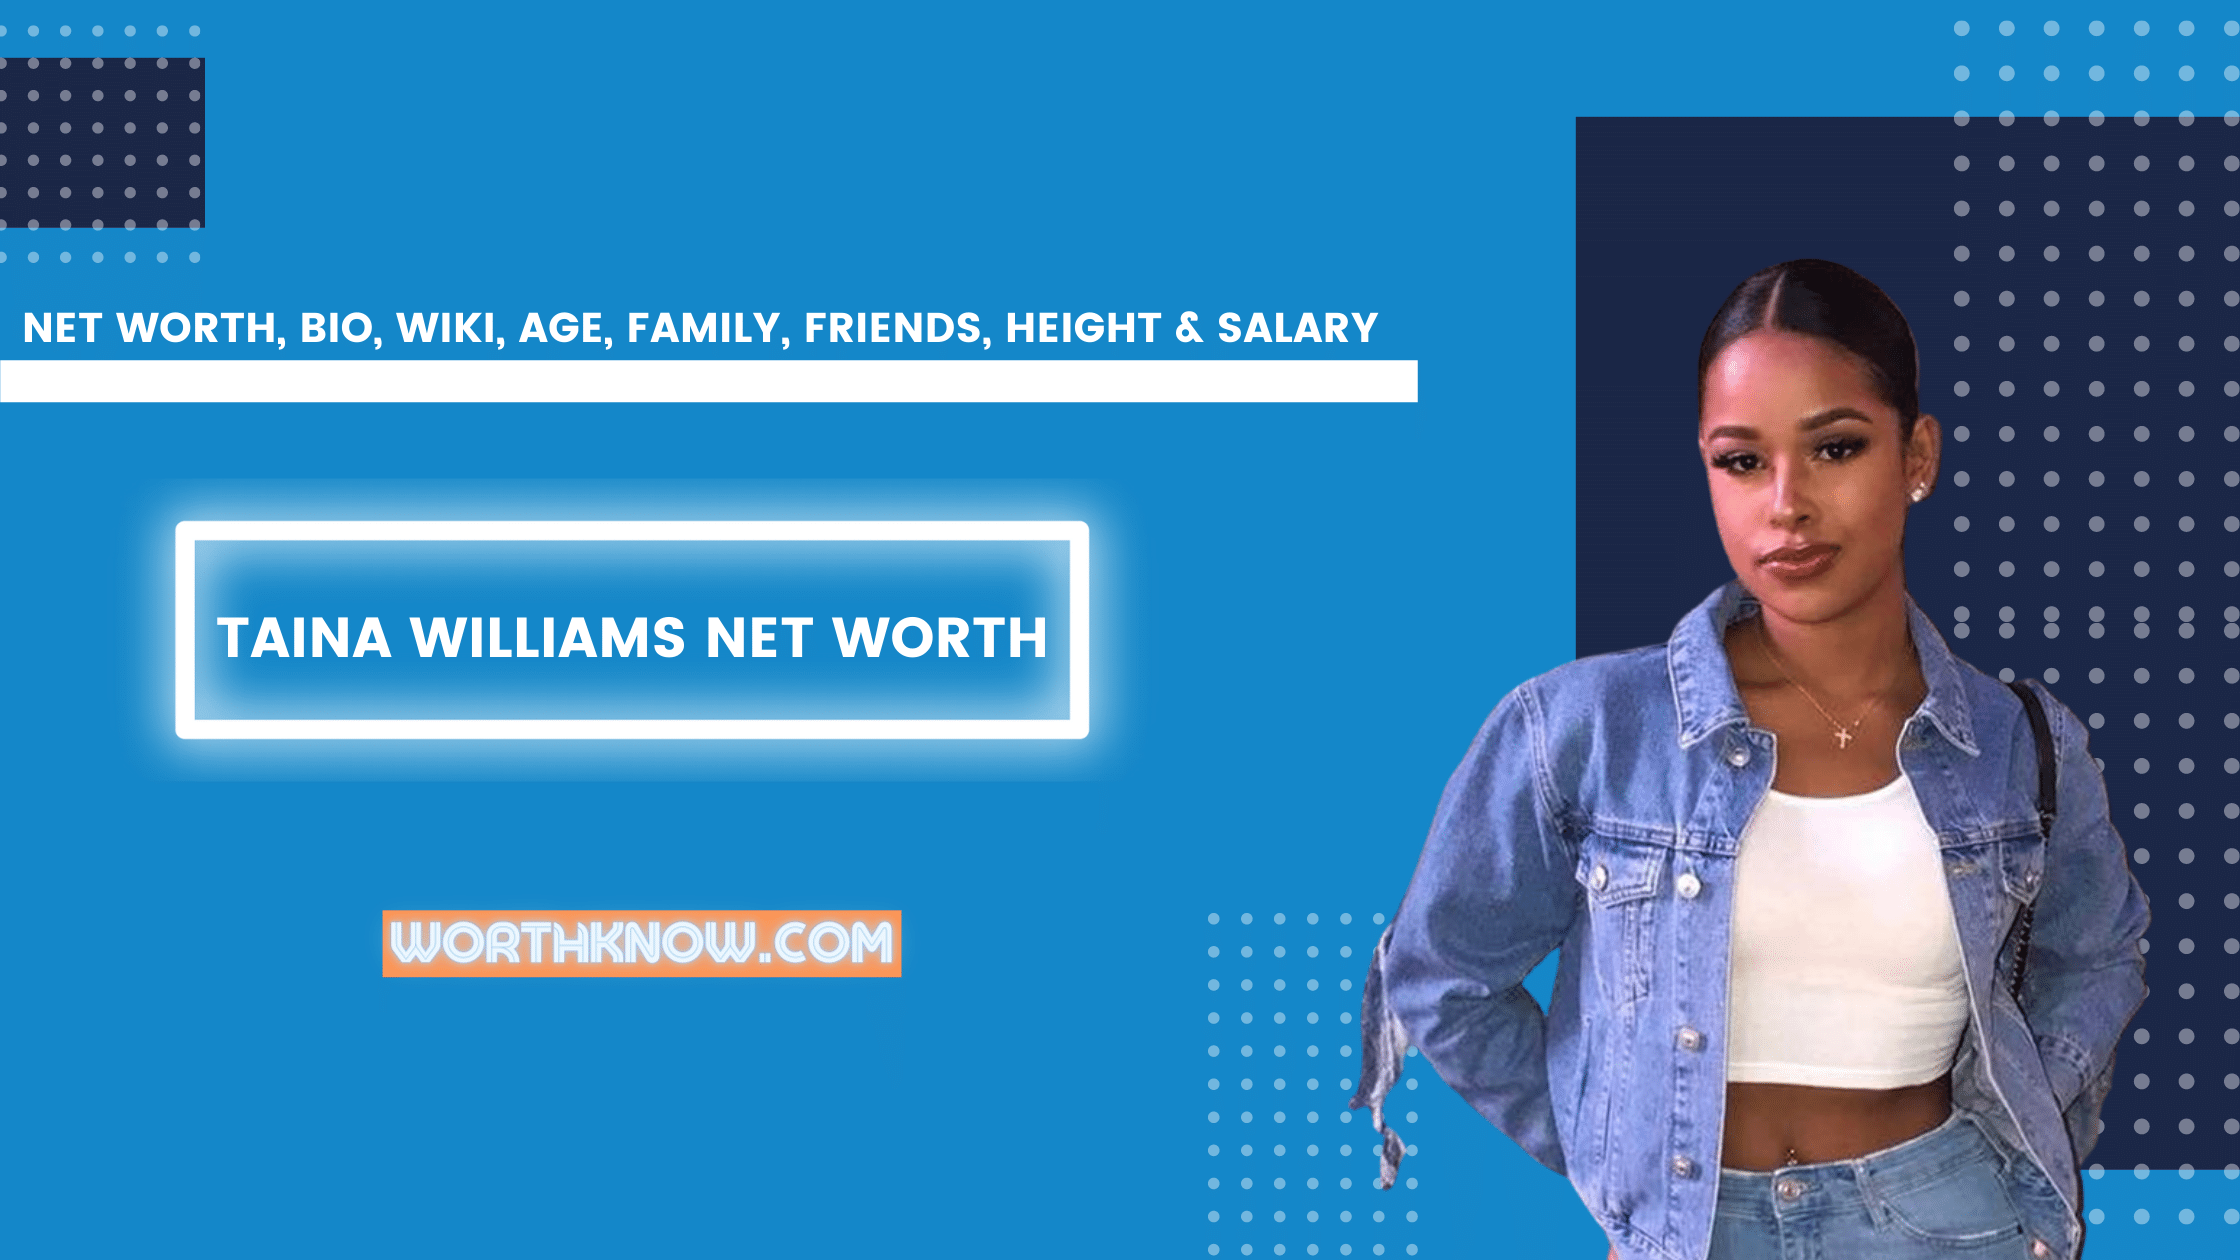 NET WORTH, BIO, WIKI, AGE, FAMILY, FRIENDS, HEIGHT & SALARY
TAINA WILLIAMS NET WORTH
WORTHKNOW.COM